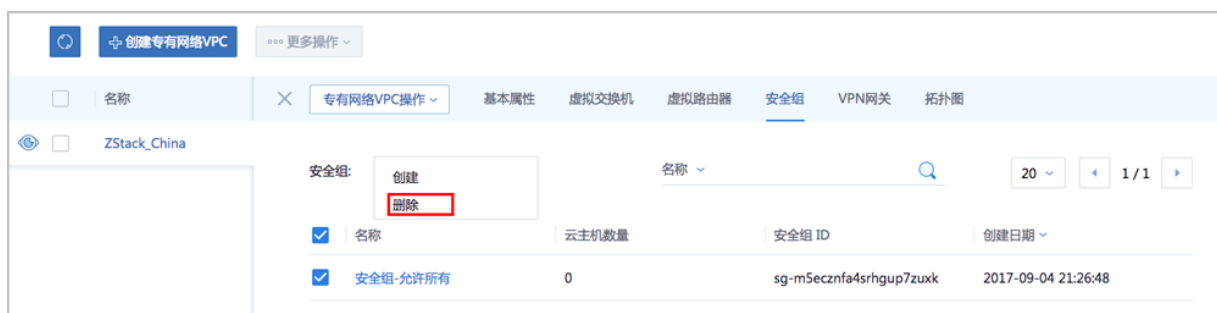 创建专有网络VPC 更多操作
名称 专有网络VPC操作 基本属性 虚拟交换机 虚拟路由器 安全组 VPN网关 拓扑图
ZStack_China
安全组: 创建 名称 20 1 / 1
删除
名称 云主机数量 安全组 ID 创建日期
安全组-允许所有 0 sg-m5ecznfa4srhgup7zuxk 2017-09-04 21:26:48